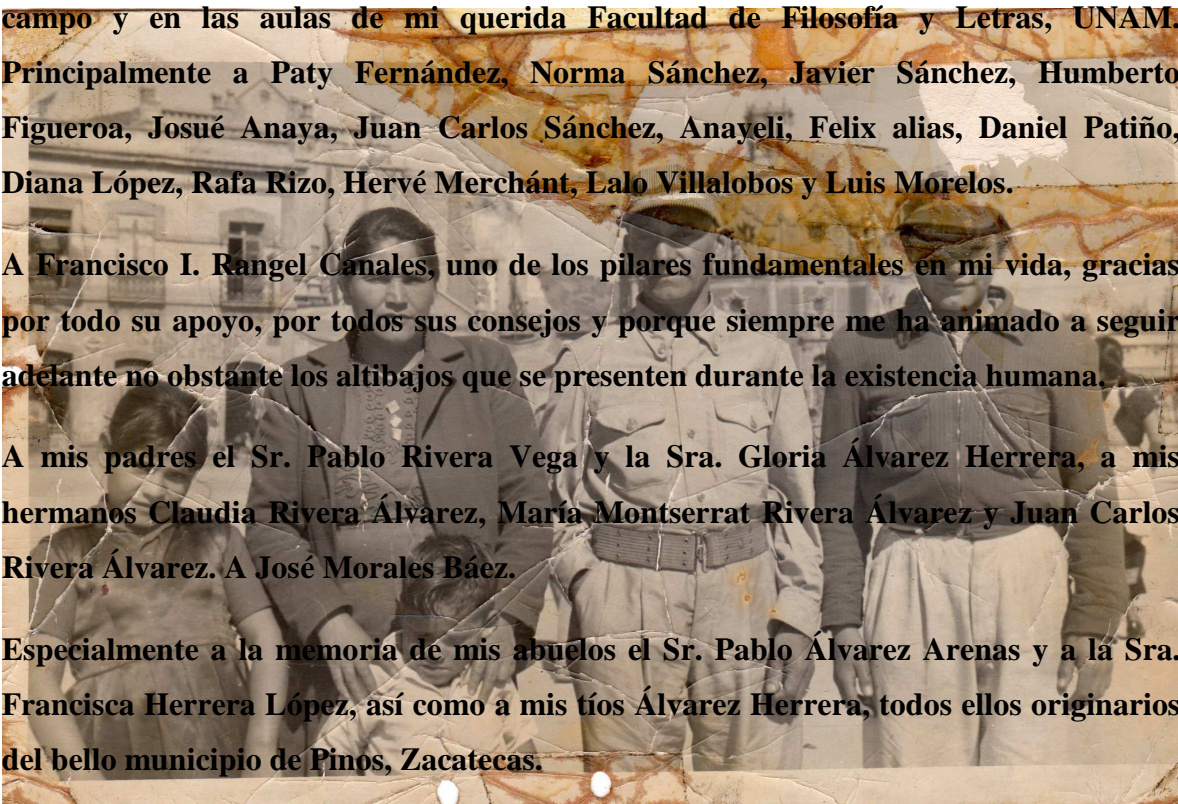 campo y en las aulas de mi querida Facultad de Filosofía y Letras, UNAM.
Principalmente a Paty Fernández, Norma Sánchez, Javier Sánchez, Humberto
Figueroa, Josué Anaya, Juan Carlos Sánchez, Anayeli, Felix alias, Daniel Patiño,
Diana López, Rafa Rizo, Hervé Merchánt, Lalo Villalobos y Luis Morelos.
A Francisco I. Rangel Canales, uno de los pilares fundamentales en mi vida, gracias
por todo su apoyo, por todos sus consejos y porque siempre me ha animado a seguir
adelante no obstante los altibajos que se presenten durante la existencia humana.
A mis padres el Sr. Pablo Rivera Vega y la Sra. Gloria Álvarez Herrera, a mis
hermanos Claudia Rivera Álvarez, María Montserrat Rivera Álvarez y Juan Carlos
Rivera Álvarez. A José Morales Báez.
Especialmente a la memoria de mis abuelos el Sr. Pablo Álvarez Arenas y a la Sra.
Francisca Herrera López, así como a mis tíos Álvarez Herrera, todos ellos originarios
del bello municipio de Pinos, Zacatecas.